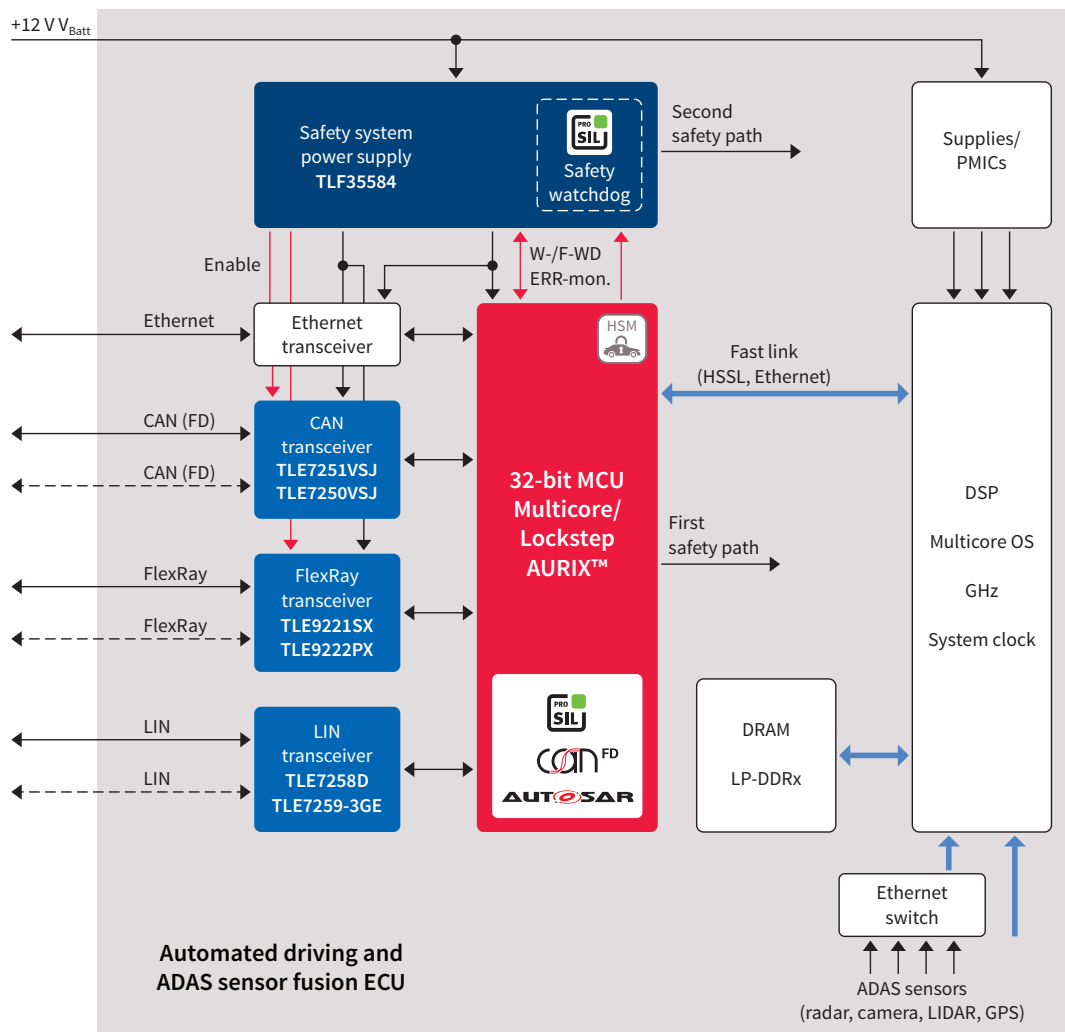 +12 V VBatt
Safety system
power supply
TLF35584
PRO
SIL
Safety
watchdog
Second
safety path
Supplies/
PMICs
Enable
W-/F-WD
ERR-mon.
Ethernet
Ethernet
transceiver
HSM
Fast link
(HSSL, Ethernet)
CAN (FD)
CAN (FD)
CAN
transceiver
TLE7251VSJ
TLE7250VSJ
32-bit MCU
Multicore/
Lockstep
AURIX™
First
safety path
DSP
Multicore OS
GHz
System clock
FlexRay
FlexRay
FlexRay
transceiver
TLE9221SX
TLE9222PX
LIN
LIN
LIN
transceiver
TLE7258D
TLE7259-3GE
PRO
SIL
CAN FD
AUTOSAR
DRAM
LP-DDRx
Ethernet
switch
Automated driving and
ADAS sensor fusion ECU
ADAS sensors
(radar, camera, LIDAR, GPS)